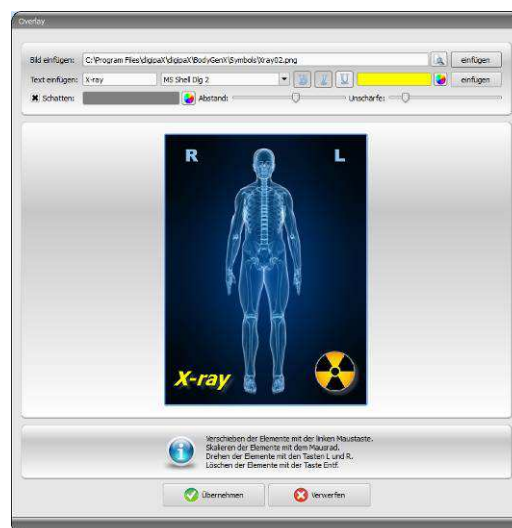 Overlay
Bild einfügen: C:\Program Files\digipaX\digipaX\BodyGenX\Symbols\Xray02.png einfügen
Text einfügen: X-ray MS Shell Dlg 2 B I U einfügen
Schatten: Abstand: Unschärfe:
R L
X-ray
Verschieben der Elemente mit der linken Maustaste.
Skalieren der Elemente mit dem Mausrad.
Drehen der Elemente mit den Tasten L und R.
Löschen der Elemente mit der Taste Entf.
Übernehmen Verwerfen